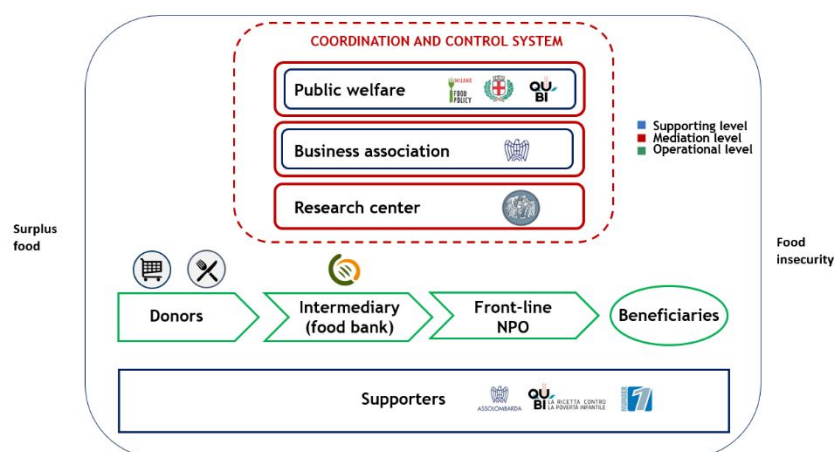 COORDINATION AND CONTROL SYSTEM
Public welfare
MILANO
FOOD
POLICY
QU
BI
Business association
Research center
Supporting level
Mediation level
Operational level
Surplus
food
Food
insecurity
Donors
Intermediary
(food bank)
Front-line
NPO
Beneficiaries
Supporters
ASSOLOMBARDA
QU
BI
LA RICETTA CONTRO
LA POVERTÀ INFANTILE
NUMBER
1